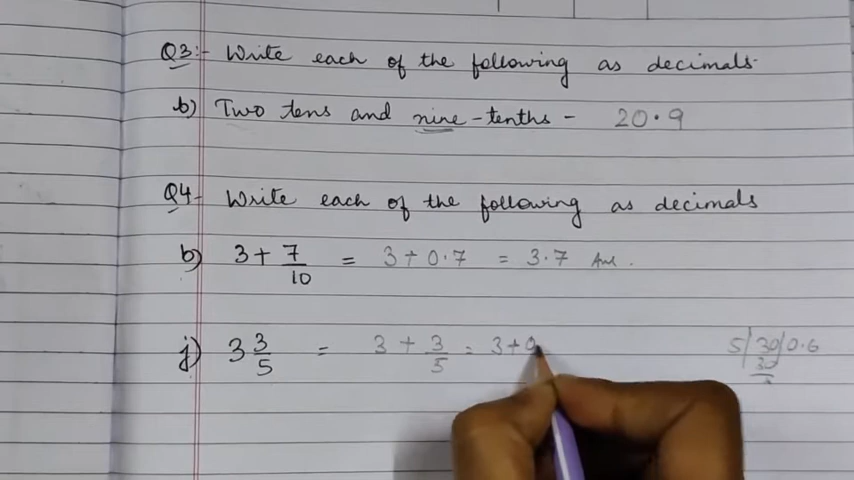 Q3:- Write each of the following as decimals.
b) Two tens and nine-tenths - 20.9
Q4- Write each of the following as decimals
b) 3 + 7/10 = 3 + 0.7 = 3.7 Ans.
j) 3 3/5 = 3 + 3/5 = 3 + 0
5 | 30 | 0.6
30